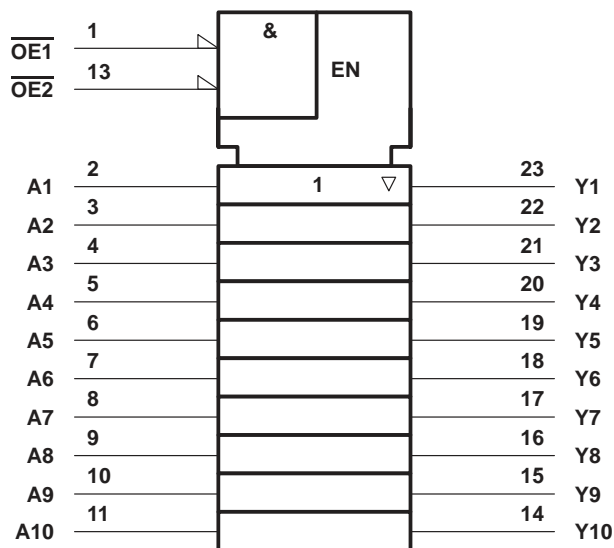 &
1
OE1
13
OE2
EN
A1 2 1 ▽ 23 Y1
A2 3 22 Y2
A3 4 21 Y3
A4 5 20 Y4
A5 6 19 Y5
A6 7 18 Y6
A7 8 17 Y7
A8 9 16 Y8
A9 10 15 Y9
A10 11 14 Y10